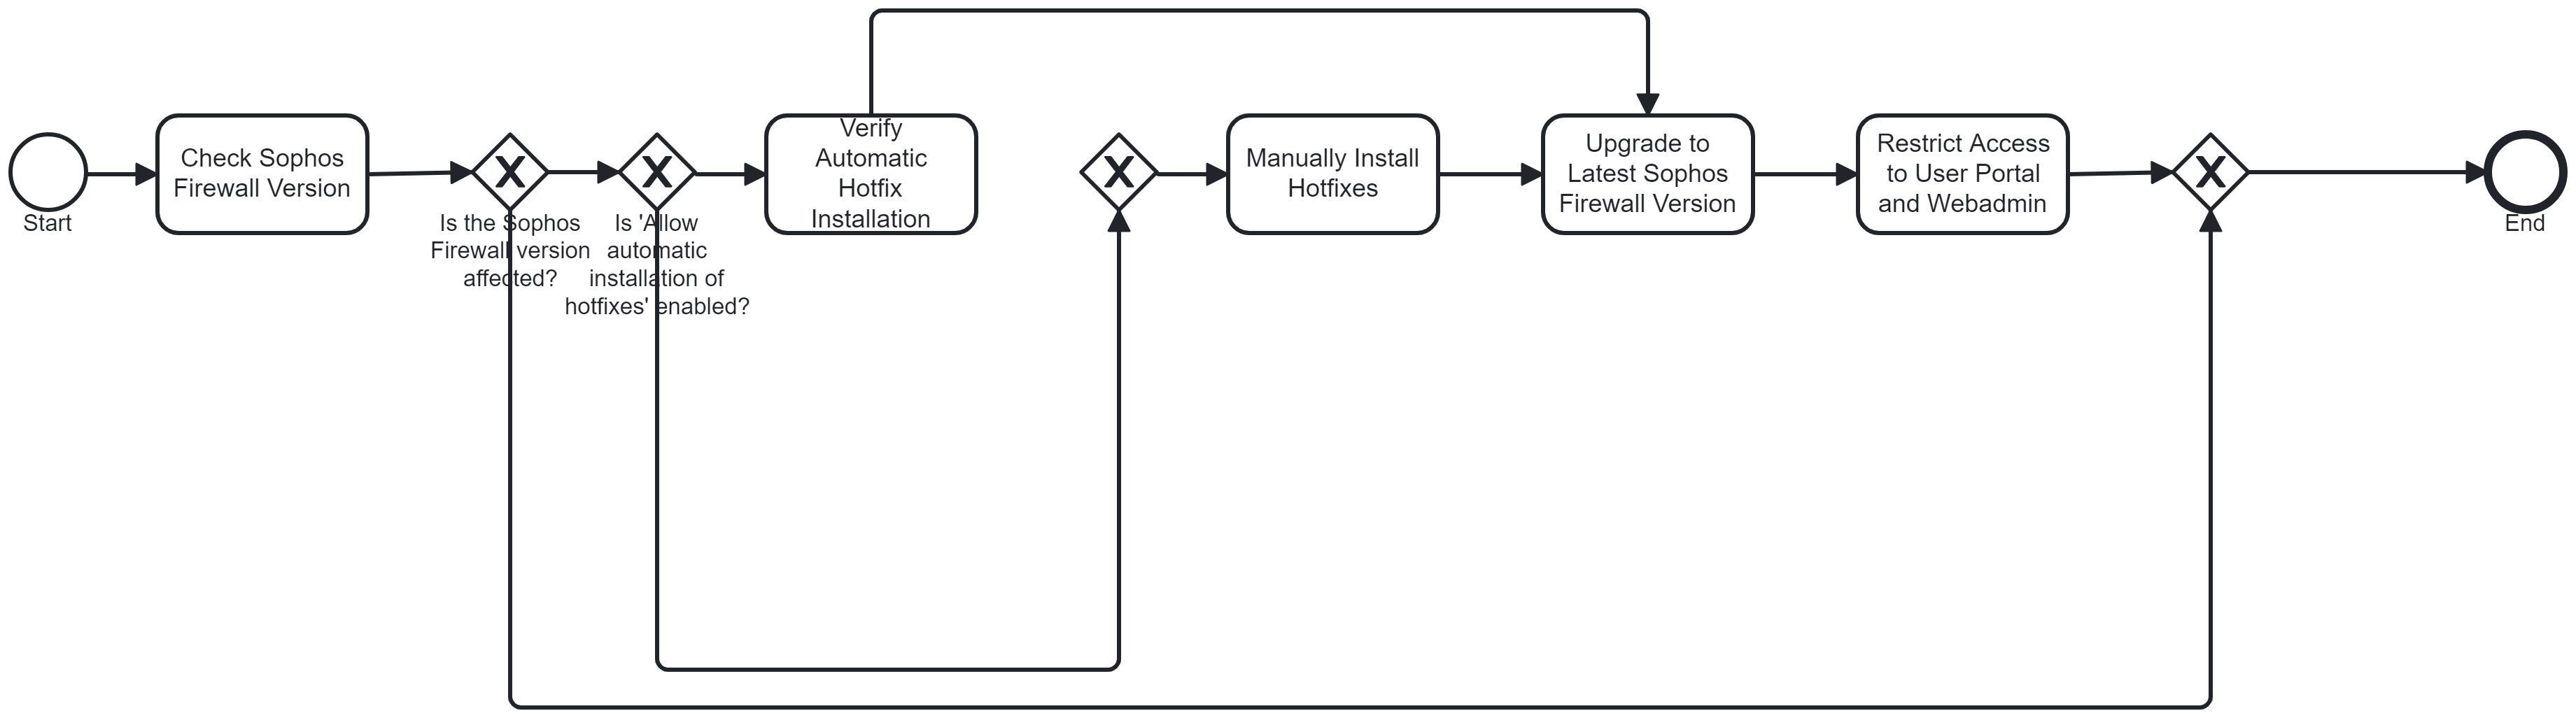 Start
Check Sophos
Firewall Version
Is the Sophos
Firewall version
affected?
Is 'Allow
automatic
installation of
hotfixes' enabled?
Verify
Automatic
Hotfix
Installation
Manually Install
Hotfixes
Upgrade to
Latest Sophos
Firewall Version
Restrict Access
to User Portal
and Webadmin
End